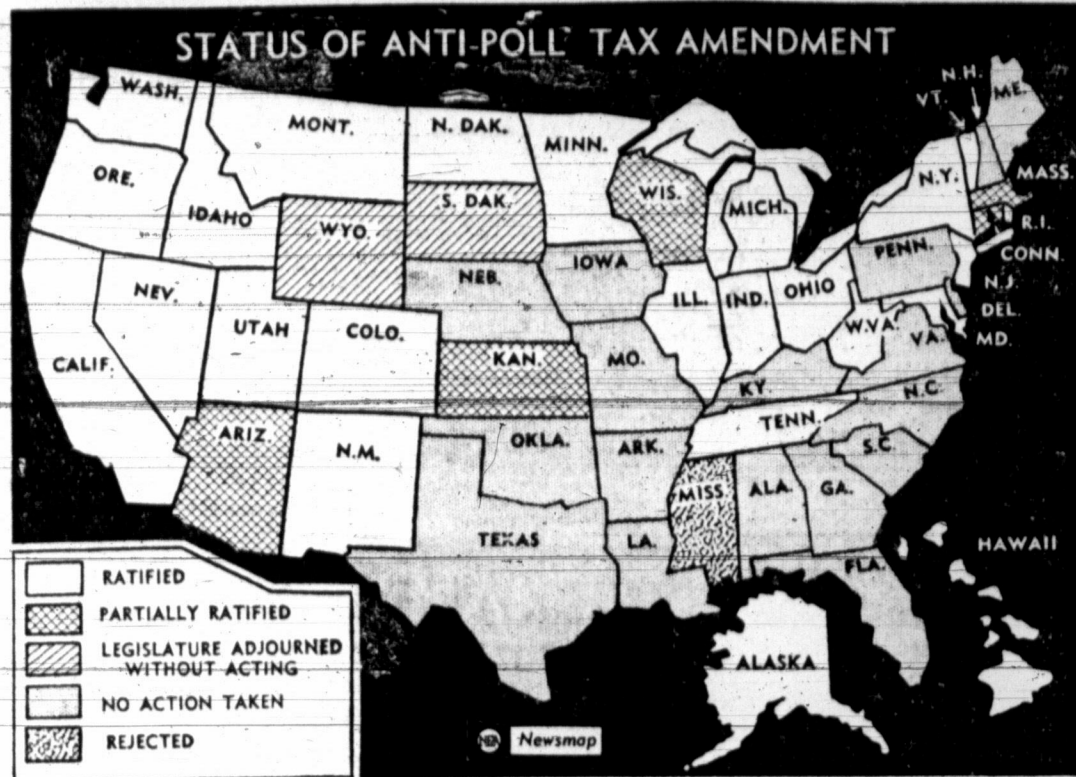 STATUS OF ANTI-POLL TAX AMENDMENT
WASH.
MONT.
N. DAK.
MINN.
N.H.
VT.
ME.
ORE.
IDAHO
WYO.
S. DAK.
WIS.
MICH.
N.Y.
MASS.
R.I.
CONN.
NEV.
UTAH
COLO.
NEB.
IOWA
ILL.
IND.
OHIO
PENN.
N.J.
DEL.
MD.
CALIF.
KAN.
MO.
KY.
W.VA.
VA.
N.C.
ARIZ.
N.M.
OKLA.
ARK.
TENN.
S.C.
TEXAS
LA.
MISS.
ALA.
GA.
FLA.
HAWAII
ALASKA
RATIFIED
PARTIALLY RATIFIED
LEGISLATURE ADJOURNED
WITHOUT ACTING
NO ACTION TAKEN
REJECTED
NEA Newsmap